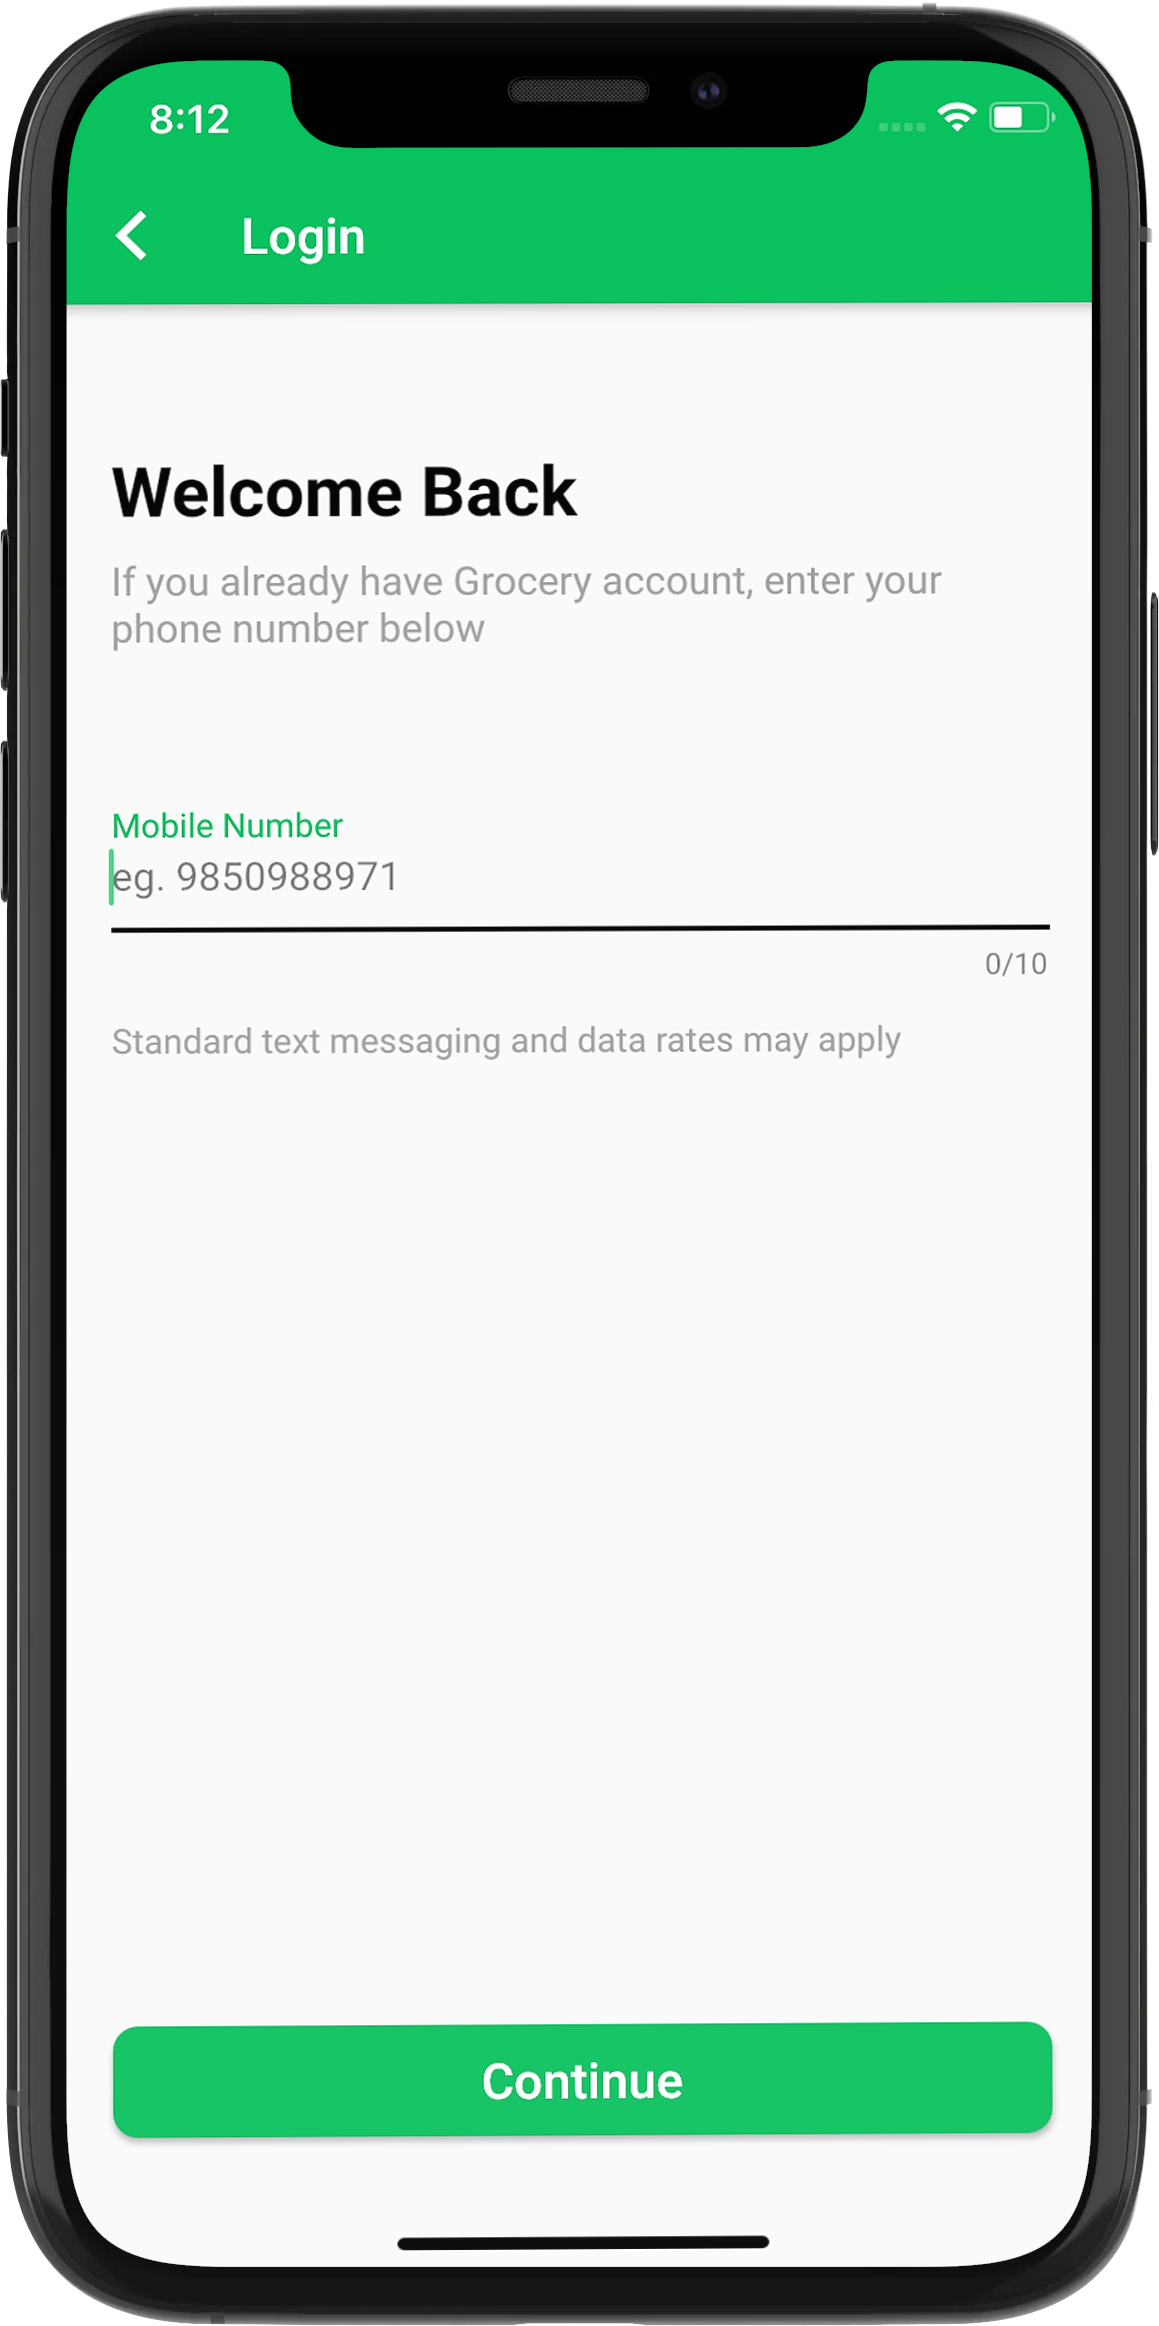 8:12
Login
Welcome Back
If you already have Grocery account, enter your
phone number below
Mobile Number
eg. 9850988971
0/10
Standard text messaging and data rates may apply
Continue